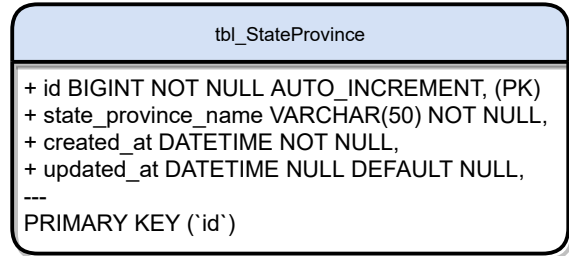 tbl_StateProvince
+ id BIGINT NOT NULL AUTO_INCREMENT, (PK)
+ state_province_name VARCHAR(50) NOT NULL,
+ created_at DATETIME NOT NULL,
+ updated_at DATETIME NULL DEFAULT NULL,
---
PRIMARY KEY (`id`)